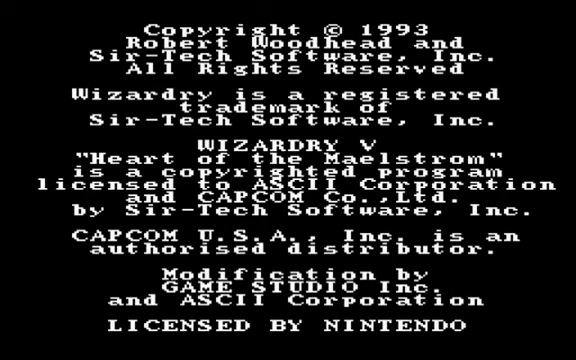 Copyright © 1993
Robert Woodhead and
Sir-Tech Software, Inc.
All Rights Reserved
Wizardry is a registered
trademark of
Sir-Tech Software, Inc.
WIZARDRY V
"Heart of the Maelstrom"
is a copyrighted program
licensed to ASCII Corporation
and CAPCOM Co.,Ltd.
by Sir-Tech Software, Inc.
CAPCOM U.S.A., Inc. is an
authorised distributor.
Modification by
GAME STUDIO Inc.
and ASCII Corporation
LICENSED BY NINTENDO